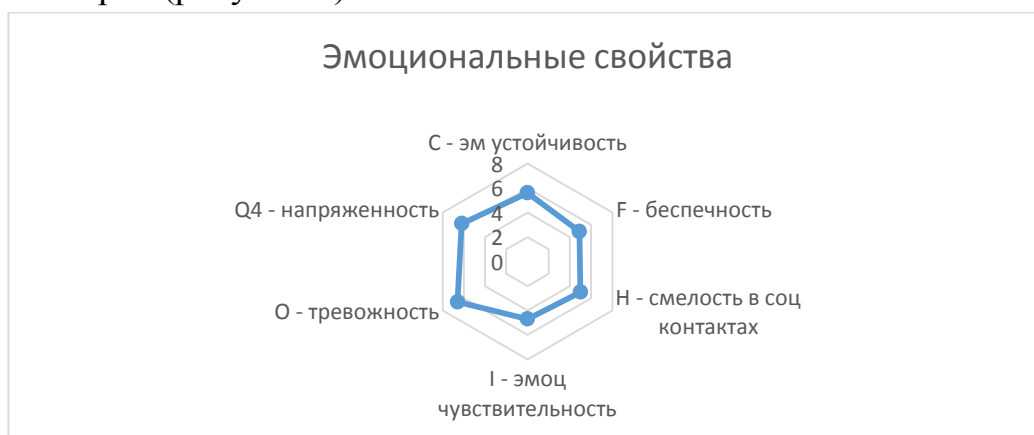 Эмоциональные свойства
C - эм устойчивость
8
6
4
2
0
Q4 - напряженность
F - беспечность
O - тревожность
H - смелость в соц
контактах
I - эмоц
чувствительность